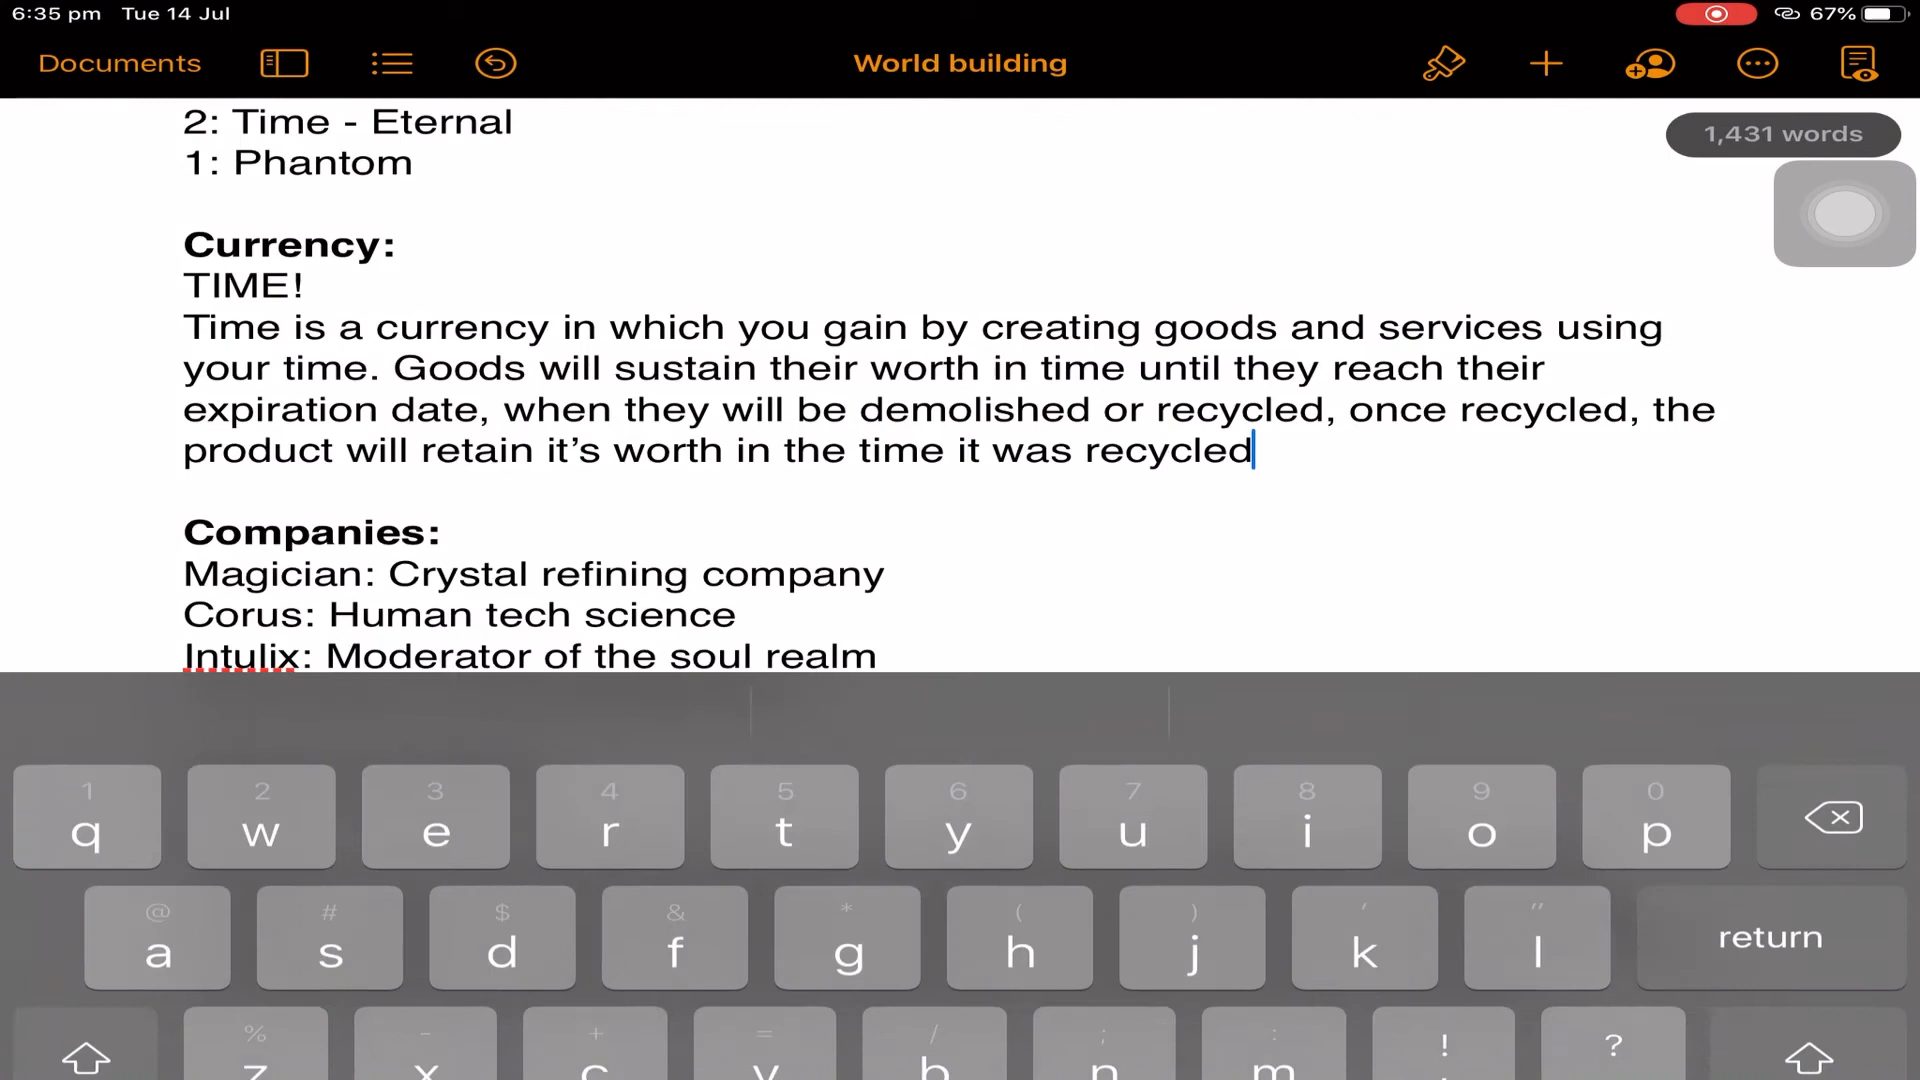 6:35 pm Tue 14 Jul 67%
Documents World building
2: Time - Eternal
1,431 words
1: Phantom
Currency:
TIME!
Time is a currency in which you gain by creating goods and services using
your time. Goods will sustain their worth in time until they reach their
expiration date, when they will be demolished or recycled, once recycled, the
product will retain it’s worth in the time it was recycled
Companies:
Magician: Crystal refining company
Corus: Human tech science
Intulix: Moderator of the soul realm
1 2 3 4 5 6 7 8 9 0
q w e r t y u i o p
@ # $ & * ( ) ' "
a s d f g h j k l return
% - + = / ; : ! ?
z x c v b n m ,  .